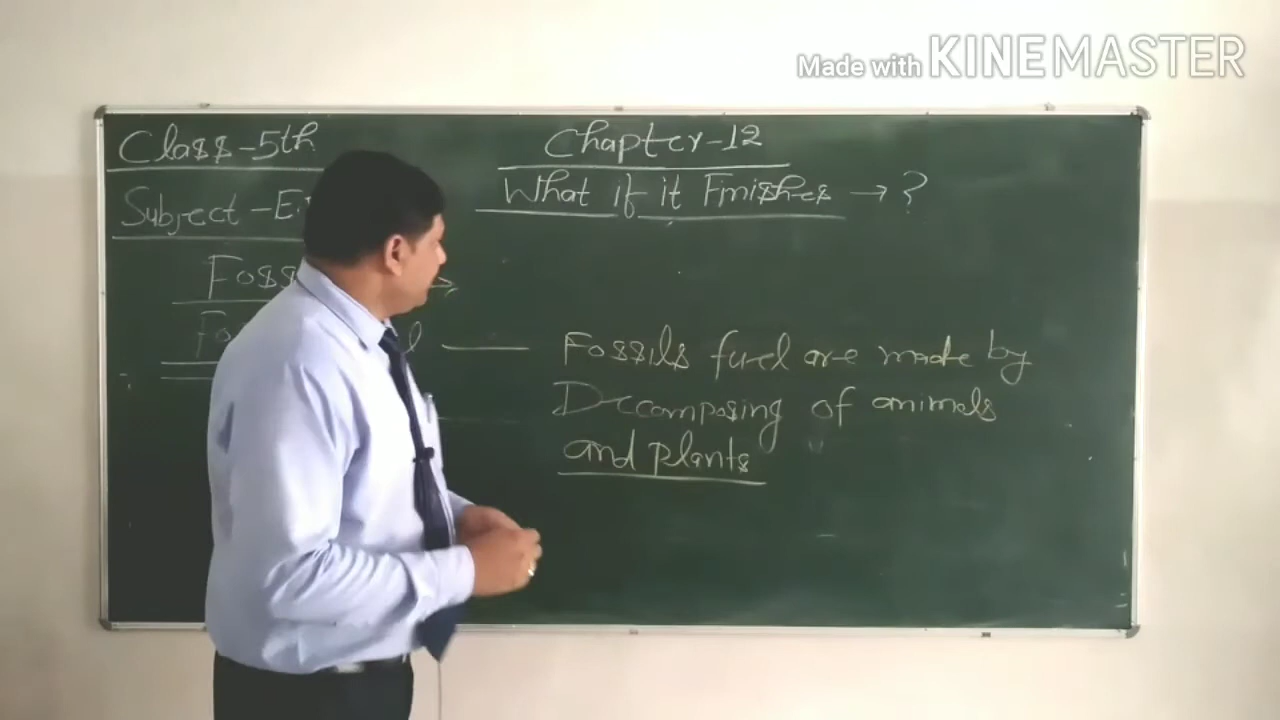 Made with KINEMASTER
Class-5th
Chapter-12
What if it Finishes → ?
Subject -
Fossils fuel are made by
Decomposing of animals
and plants